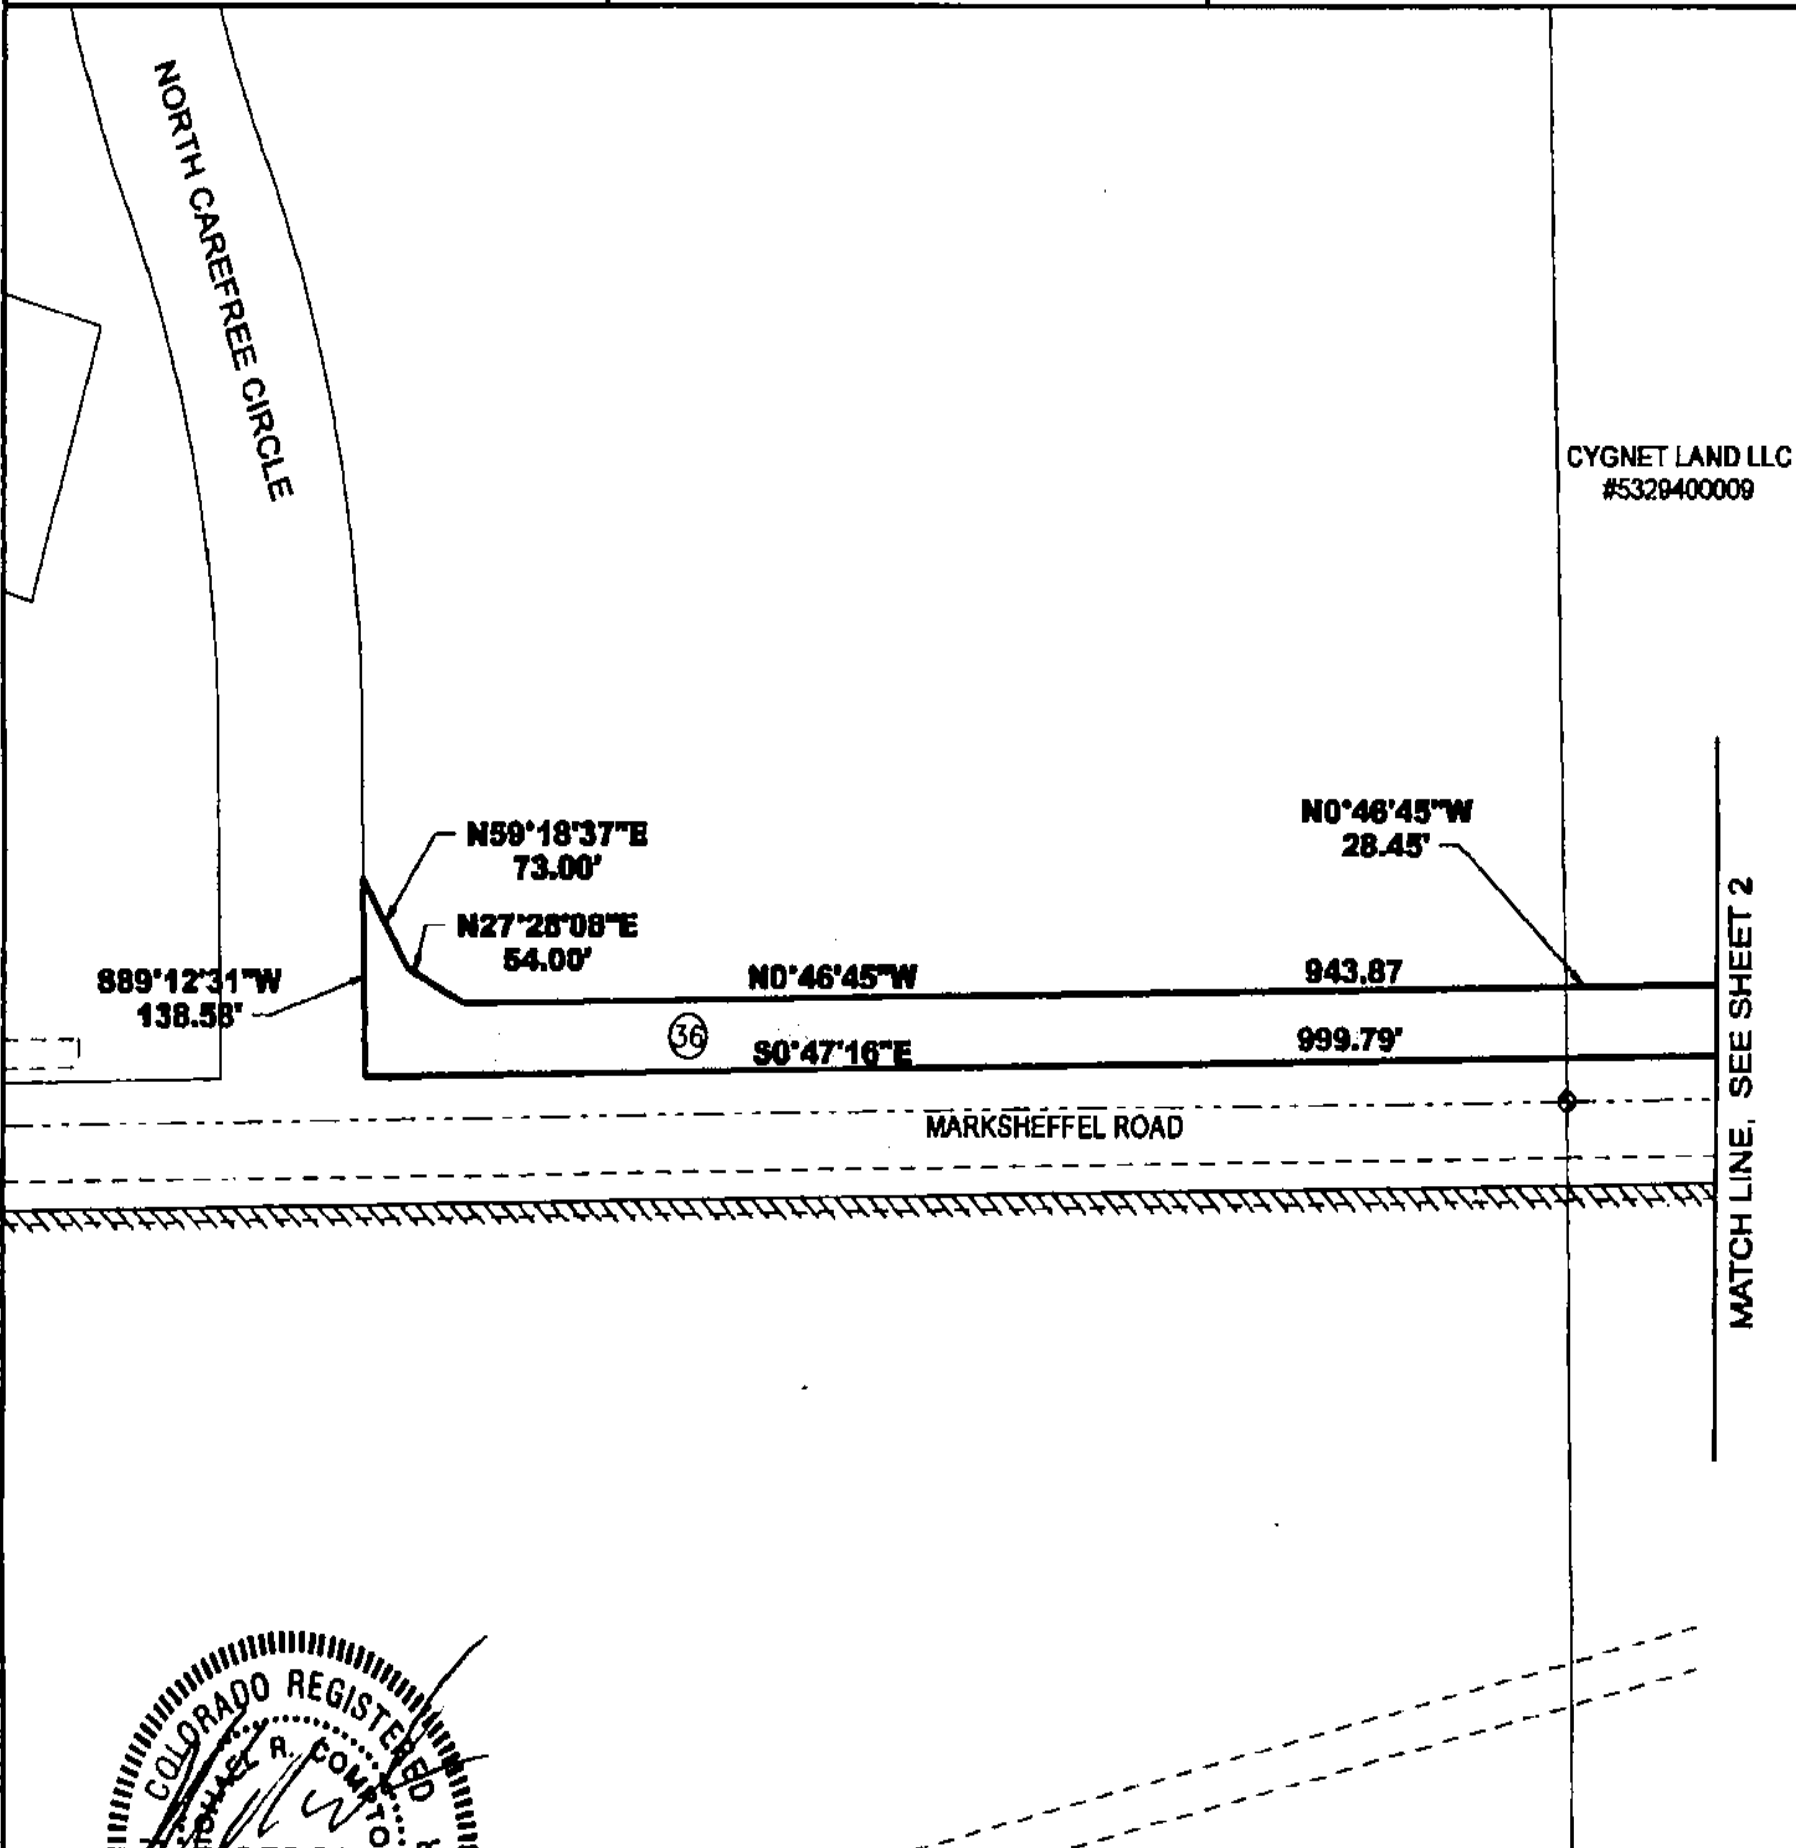 NORTH CAREFREE CIRCLE
CYGNET LAND LLC
#5329400009
N0°46'45"W
28.45'
N59°18'37"E
73.00'
N27°28'08"E
54.00'
S89°12'31"W
138.58'
N0°46'45"W
943.87
36
S0°47'16"E
999.79'
MARKSHEFFEL ROAD
MATCH LINE, SEE SHEET 2
COLORADO REGISTERED
R. COMPTO